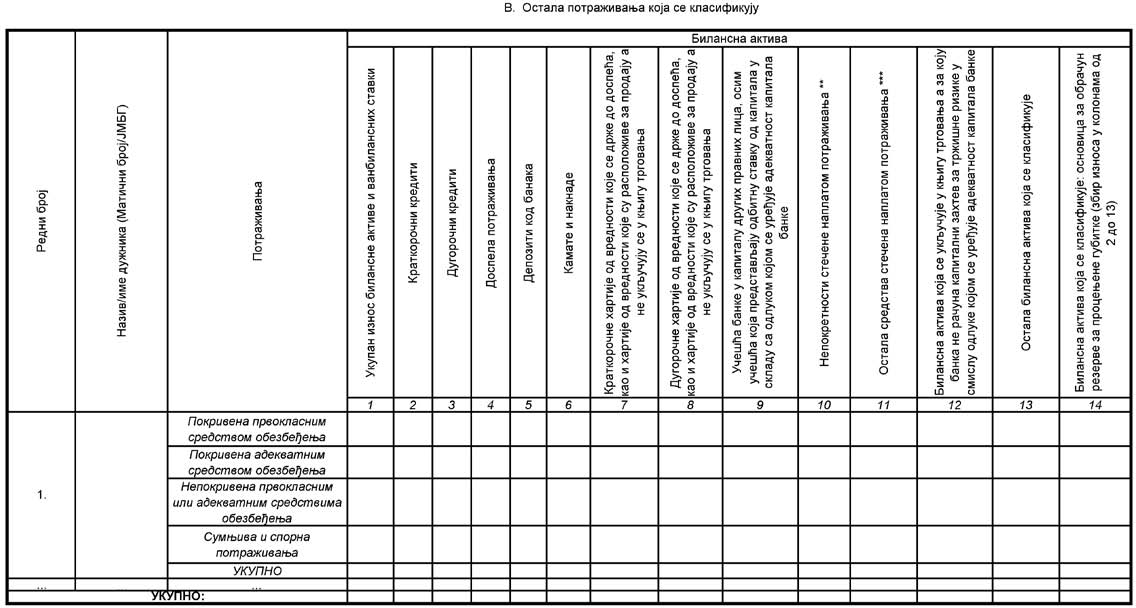 В. Остала потраживања која се класификују
Билансна актива
Редни број
Назив/име дужника (Матични број/ЈМБГ)
Потраживања
Укупан износ билансне активе и ванбилансних ставки
Краткорочни кредити
Дугорочни кредити
Доспела потраживања
Депозити код банака
Камате и накнаде
Краткорочне хартије од вредности које се држе до доспећа,
као и хартије од вредности које су расположиве за продају а
не укључују се у књигу трговања
Дугорочне хартије од вредности које се држе до доспећа,
као и хартије од вредности које су расположиве за продају а
не укључују се у књигу трговања
Учешћа банке у капиталу других правних лица, осим
учешћа која представљају одбитну ставку од капитала у
складу са одлуком којом се уређује адекватност капитала
банке
Непокретности стечене наплатом потраживања **
Остала средства стечена наплатом потраживања ***
Билансна актива која се укључује у књигу трговања а за коју
банка не рачуна капитални захтев за тржишне ризике у
смислу одлуке којом се уређује адекватност капитала банке
Остала билансна актива која се класификује
Билансна актива која се класификује: основица за обрачун
резерве за процењене губитке (збир износа у колонама од
2 до 13)
1 2 3 4 5 6 7 8 9 10 11 12 13 14
1.
Покривена првокласним
средством обезбеђења
Покривена адекватним
средством обезбеђења
Непокривена првокласним
или адекватним средствима
обезбеђења
Сумњива и спорна
потраживања
УКУПНО
... ... ...
УКУПНО: